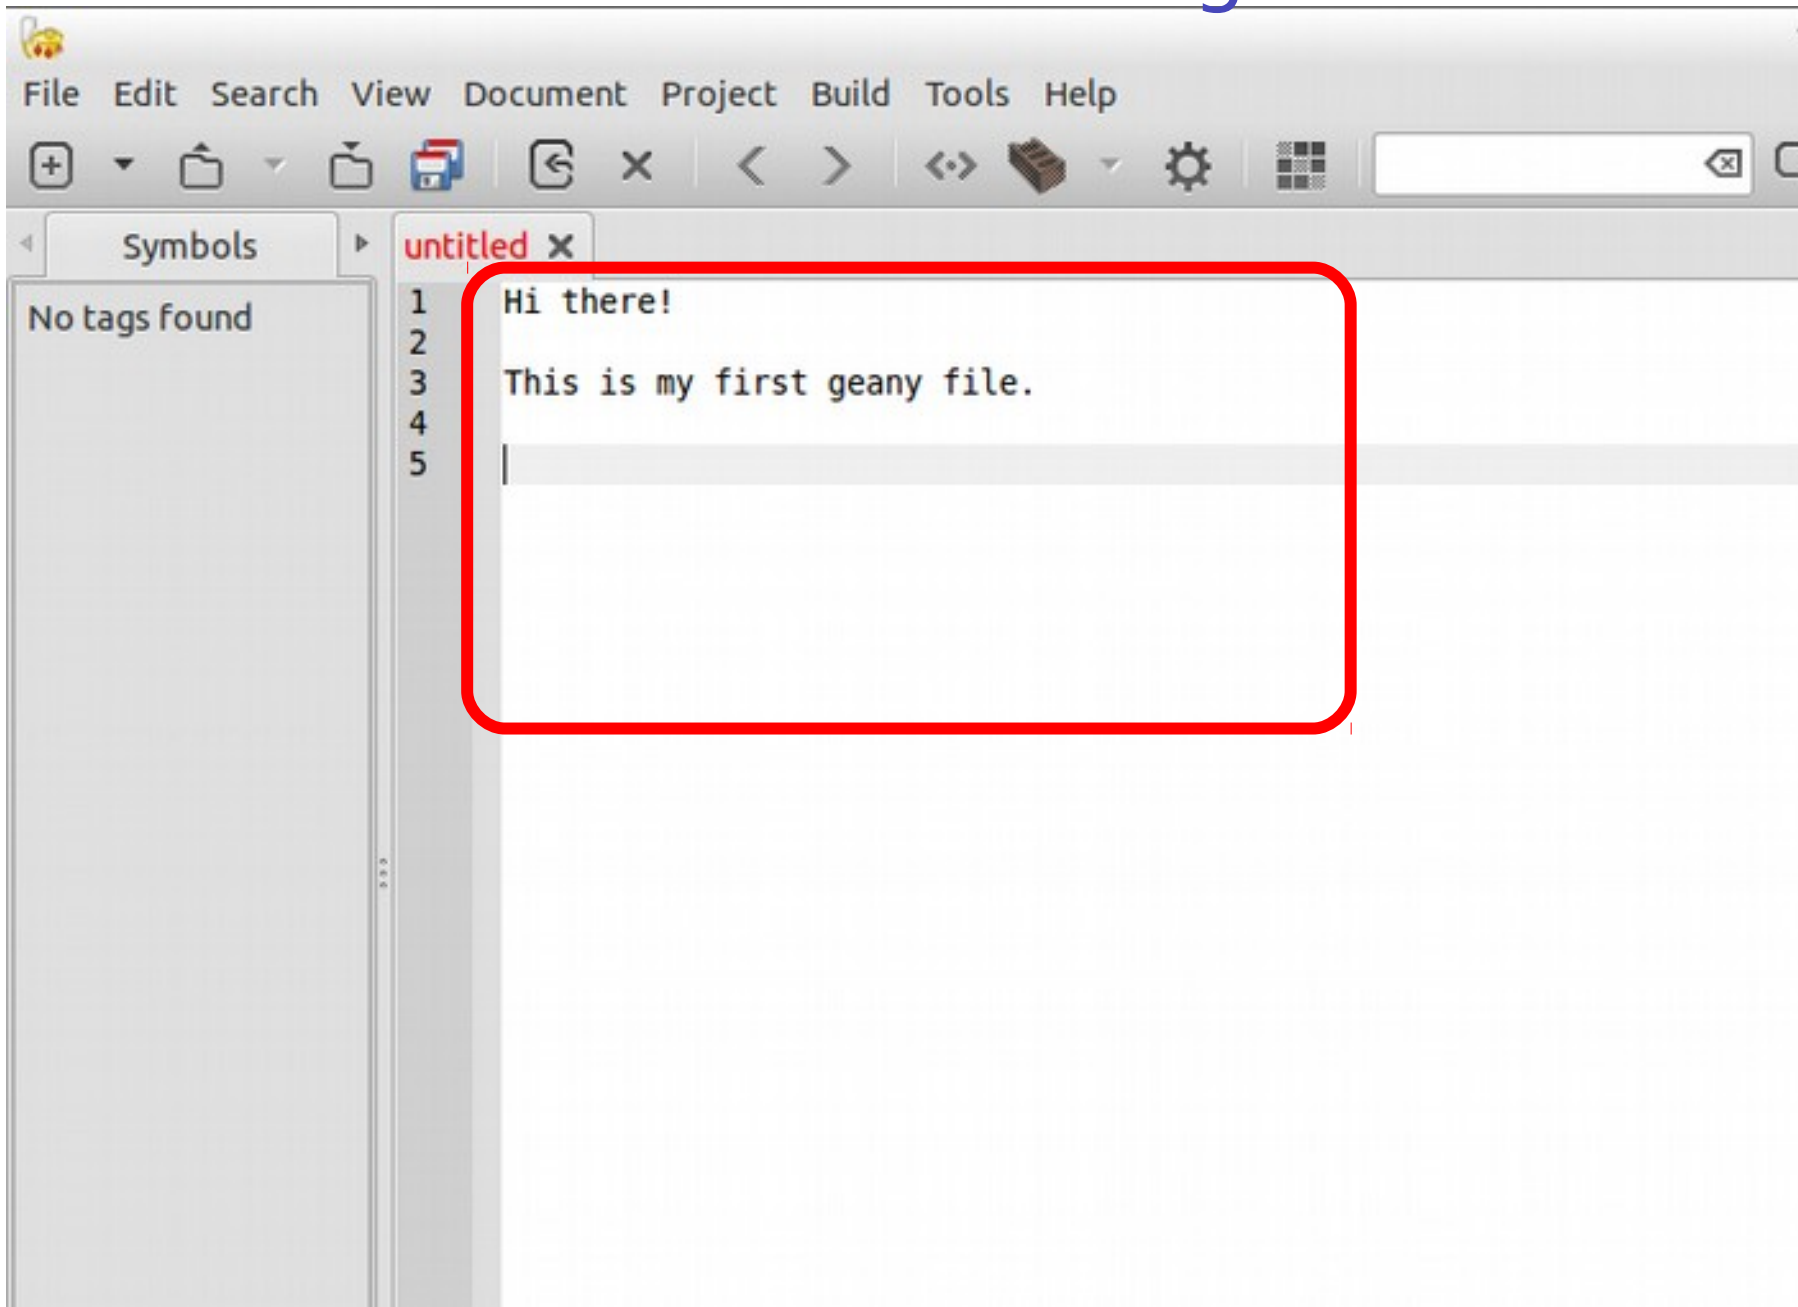 File Edit Search View Document Project Build Tools Help
Symbols
untitled
No tags found
1 Hi there!
2
3 This is my first geany file.
4
5